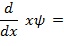 d/dx xψ =